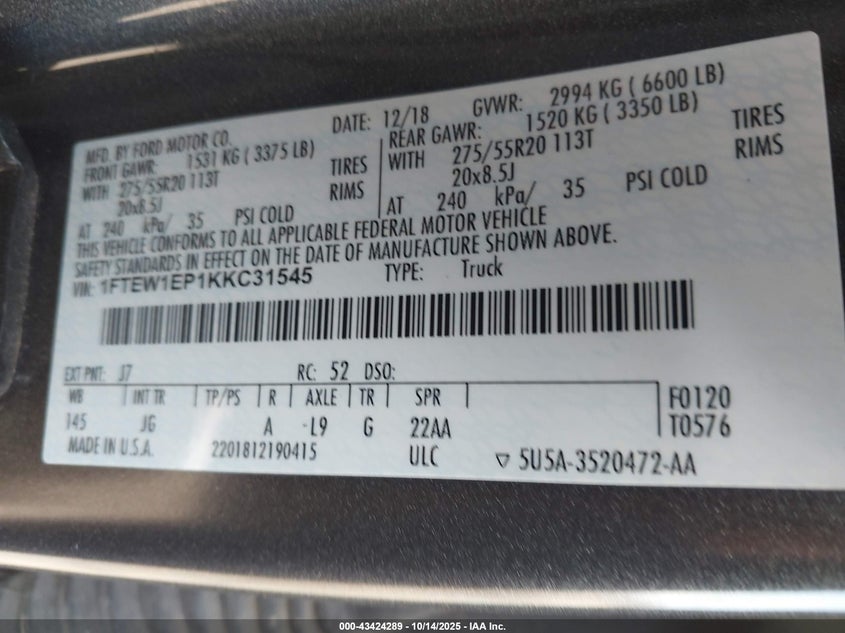 MFD. BY FORD MOTOR CO.
DATE: 12/18 GVWR: 2994 KG ( 6600 LB)
FRONT GAWR: 1531 KG ( 3375 LB)
WITH 275/55R20 113T TIRES
20x8.5J RIMS
AT 240 kPa/ 35 PSI COLD
REAR GAWR: 1520 KG ( 3350 LB)
WITH 275/55R20 113T TIRES
20x8.5J RIMS
AT 240 kPa/ 35 PSI COLD
THIS VEHICLE CONFORMS TO ALL APPLICABLE FEDERAL MOTOR VEHICLE
SAFETY STANDARDS IN EFFECT ON THE DATE OF MANUFACTURE SHOWN ABOVE.
VIN: 1FTEW1EP1KKC31545 TYPE: Truck
EXT PNT: J7 RC: 52 DSO:
WB INT TR TP/PS R AXLE TR SPR F0120
145 JG A -L9 G 22AA T0576
MADE IN U.S.A. 2201812190415 ULC ▽ 5U5A-3520472-AA
000-43424289 - 10/14/2025 - IAA Inc.